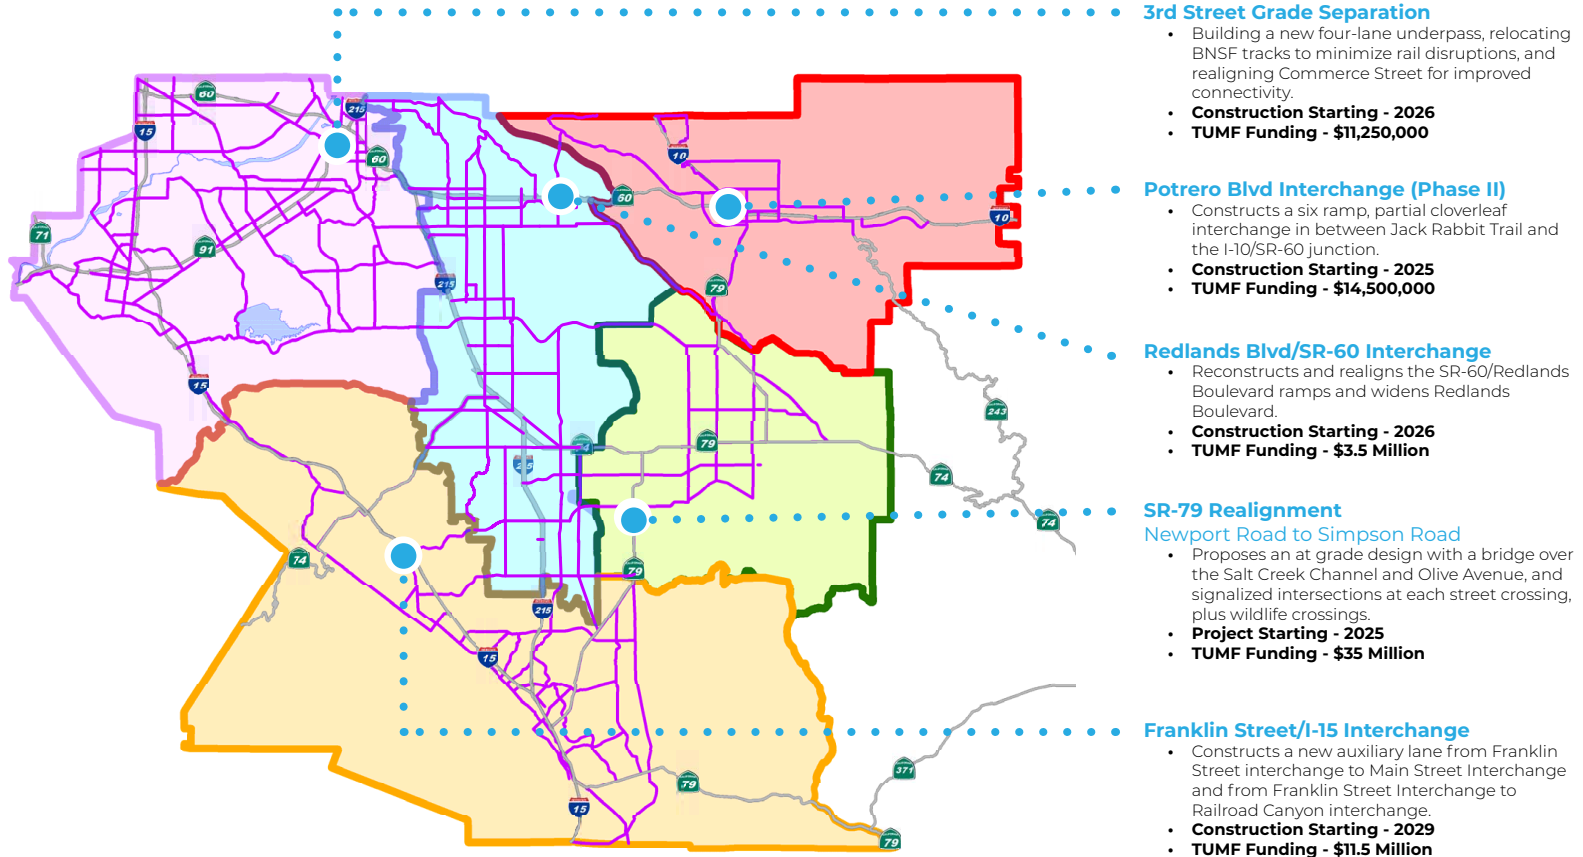 3rd Street Grade Separation
• Building a new four-lane underpass, relocating
BNSF tracks to minimize rail disruptions, and
realigning Commerce Street for improved
connectivity.
• Construction Starting - 2026
• TUMF Funding - $11,250,000
Potrero Blvd Interchange (Phase II)
• Constructs a six ramp, partial cloverleaf
interchange in between Jack Rabbit Trail and
the I-10/SR-60 junction.
• Construction Starting - 2025
• TUMF Funding - $14,500,000
Redlands Blvd/SR-60 Interchange
• Reconstructs and realigns the SR-60/Redlands
Boulevard ramps and widens Redlands
Boulevard.
• Construction Starting - 2026
• TUMF Funding - $3.5 Million
SR-79 Realignment
Newport Road to Simpson Road
• Proposes an at grade design with a bridge over
the Salt Creek Channel and Olive Avenue, and
signalized intersections at each street crossing,
plus wildlife crossings.
• Project Starting - 2025
• TUMF Funding - $35 Million
Franklin Street/I-15 Interchange
• Constructs a new auxiliary lane from Franklin
Street interchange to Main Street Interchange
and from Franklin Street Interchange to
Railroad Canyon interchange.
• Construction Starting - 2029
• TUMF Funding - $11.5 Million
60
215
15
60
10
60
10
71
91
215
79
15
243
79
74
74
74
79
215
15
371
79
15
79